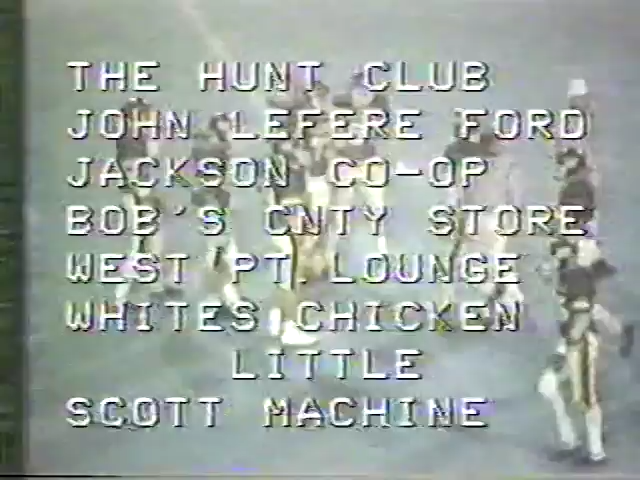 THE HUNT CLUB
JOHN LEFERE FORD
JACKSON CO-OP
BOB'S CNTY STORE
WEST PT. LOUNGE
WHITES CHICKEN
LITTLE
SCOTT MACHINE